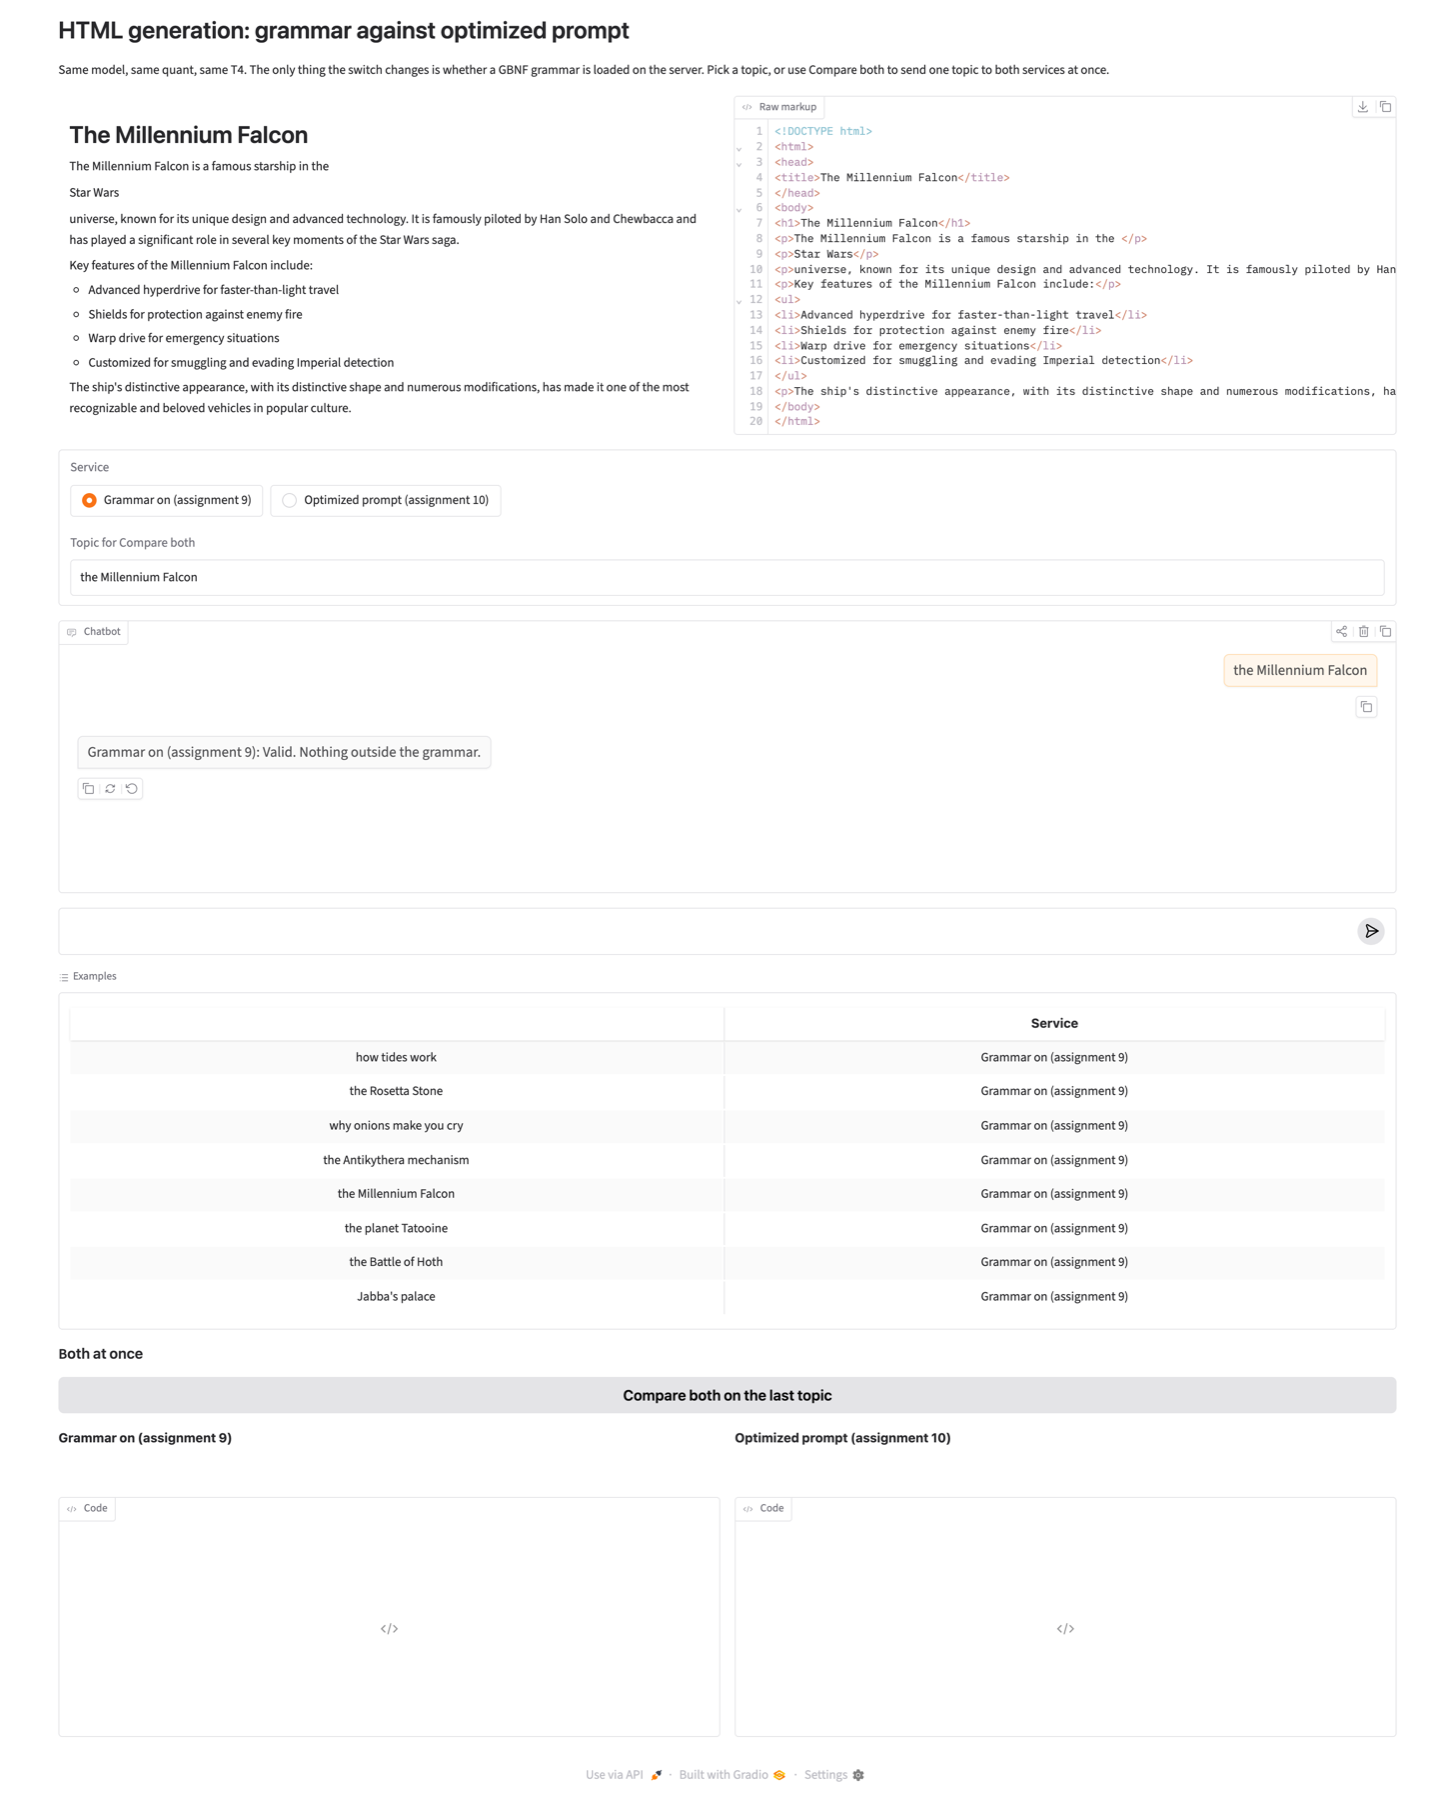 HTML generation: grammar against optimized prompt
Same model, same quant, same T4. The only thing the switch changes is whether a GBNF grammar is loaded on the server. Pick a topic, or use Compare both to send one topic to both services at once.
The Millennium Falcon
The Millennium Falcon is a famous starship in the
Star Wars
universe, known for its unique design and advanced technology. It is famously piloted by Han Solo and Chewbacca and
has played a significant role in several key moments of the Star Wars saga.
Key features of the Millennium Falcon include:
Advanced hyperdrive for faster-than-light travel
Shields for protection against enemy fire
Warp drive for emergency situations
Customized for smuggling and evading Imperial detection
The ship's distinctive appearance, with its distinctive shape and numerous modifications, has made it one of the most
recognizable and beloved vehicles in popular culture.
Raw markup
1 <!DOCTYPE html>
2 <html>
3 <head>
4 <title>The Millennium Falcon</title>
5 </head>
6 <body>
7 <h1>The Millennium Falcon</h1>
8 <p>The Millennium Falcon is a famous starship in the </p>
9 <p>Star Wars</p>
10 <p>universe, known for its unique design and advanced technology. It is famously piloted by Han
11 <p>Key features of the Millennium Falcon include:</p>
12 <ul>
13 <li>Advanced hyperdrive for faster-than-light travel</li>
14 <li>Shields for protection against enemy fire</li>
15 <li>Warp drive for emergency situations</li>
16 <li>Customized for smuggling and evading Imperial detection</li>
17 </ul>
18 <p>The ship's distinctive appearance, with its distinctive shape and numerous modifications, ha
19 </body>
20 </html>
Service
Grammar on (assignment 9)
Optimized prompt (assignment 10)
Topic for Compare both
the Millennium Falcon
Chatbot
the Millennium Falcon
Grammar on (assignment 9): Valid. Nothing outside the grammar.
Examples
Service
how tides work Grammar on (assignment 9)
the Rosetta Stone Grammar on (assignment 9)
why onions make you cry Grammar on (assignment 9)
the Antikythera mechanism Grammar on (assignment 9)
the Millennium Falcon Grammar on (assignment 9)
the planet Tatooine Grammar on (assignment 9)
the Battle of Hoth Grammar on (assignment 9)
Jabba's palace Grammar on (assignment 9)
Both at once
Compare both on the last topic
Grammar on (assignment 9)
Optimized prompt (assignment 10)
Code
Code
Use via API · Built with Gradio · Settings